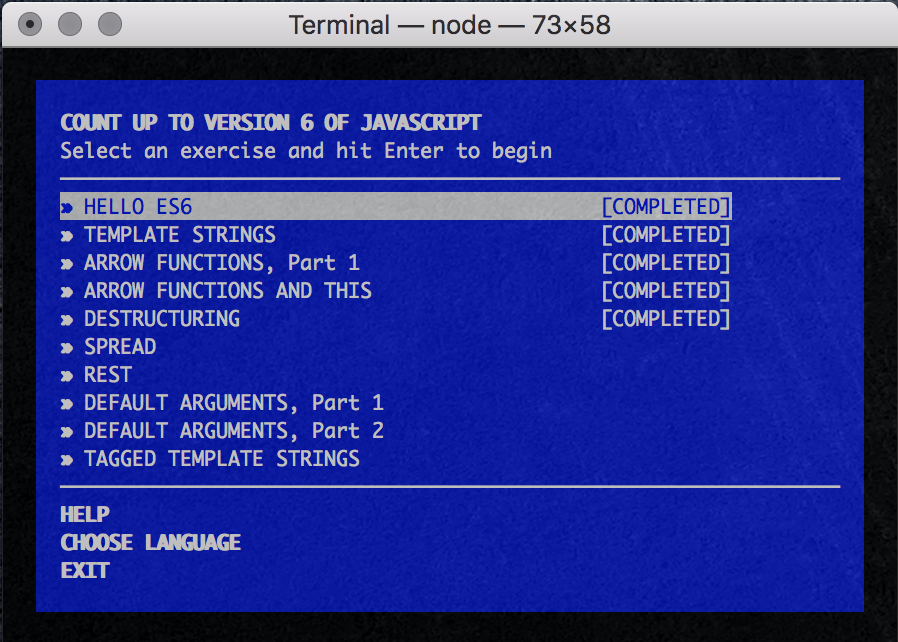 Terminal — node — 73×58
COUNT UP TO VERSION 6 OF JAVASCRIPT
Select an exercise and hit Enter to begin
» HELLO ES6 [COMPLETED]
» TEMPLATE STRINGS [COMPLETED]
» ARROW FUNCTIONS, Part 1 [COMPLETED]
» ARROW FUNCTIONS AND THIS [COMPLETED]
» DESTRUCTURING [COMPLETED]
» SPREAD
» REST
» DEFAULT ARGUMENTS, Part 1
» DEFAULT ARGUMENTS, Part 2
» TAGGED TEMPLATE STRINGS
HELP
CHOOSE LANGUAGE
EXIT